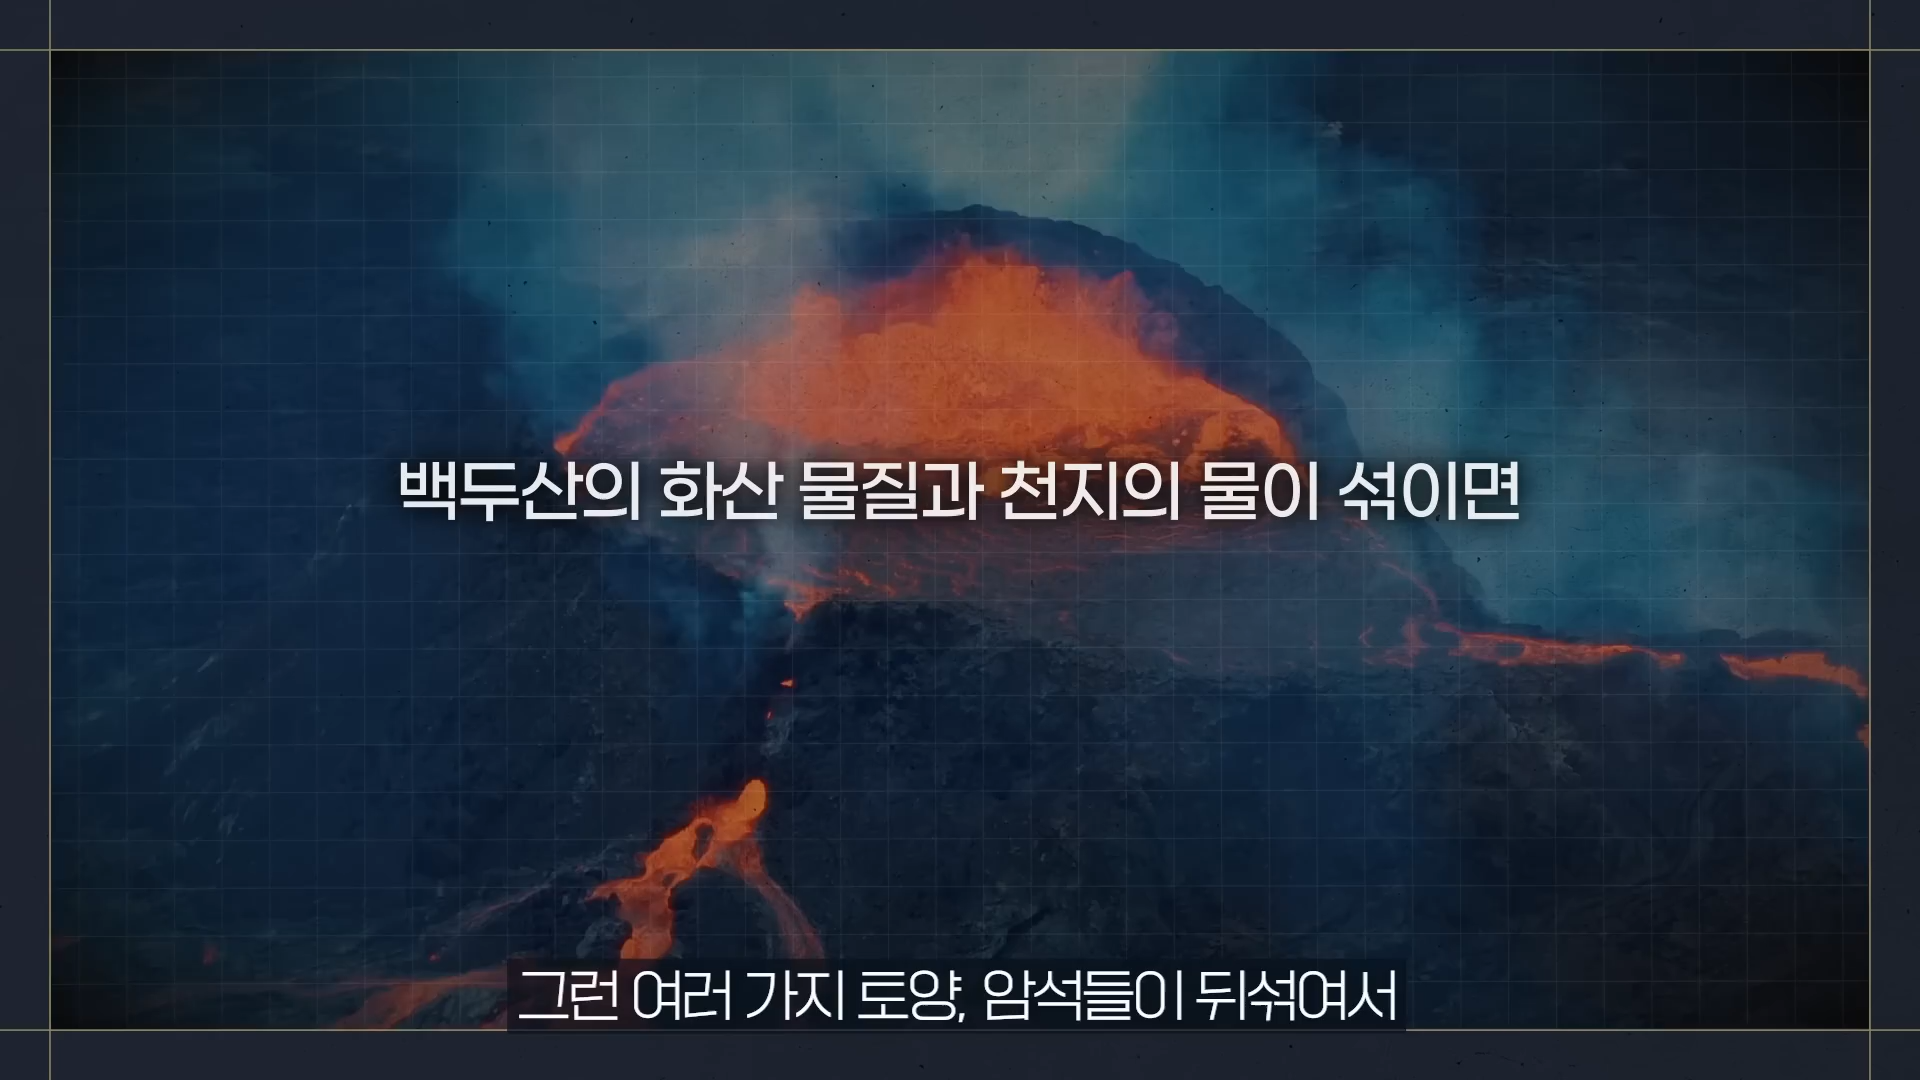 백두산의 화산 물질과 천지의 물이 섞이면
그런 여러 가지 토양, 암석들이 뒤섞여서